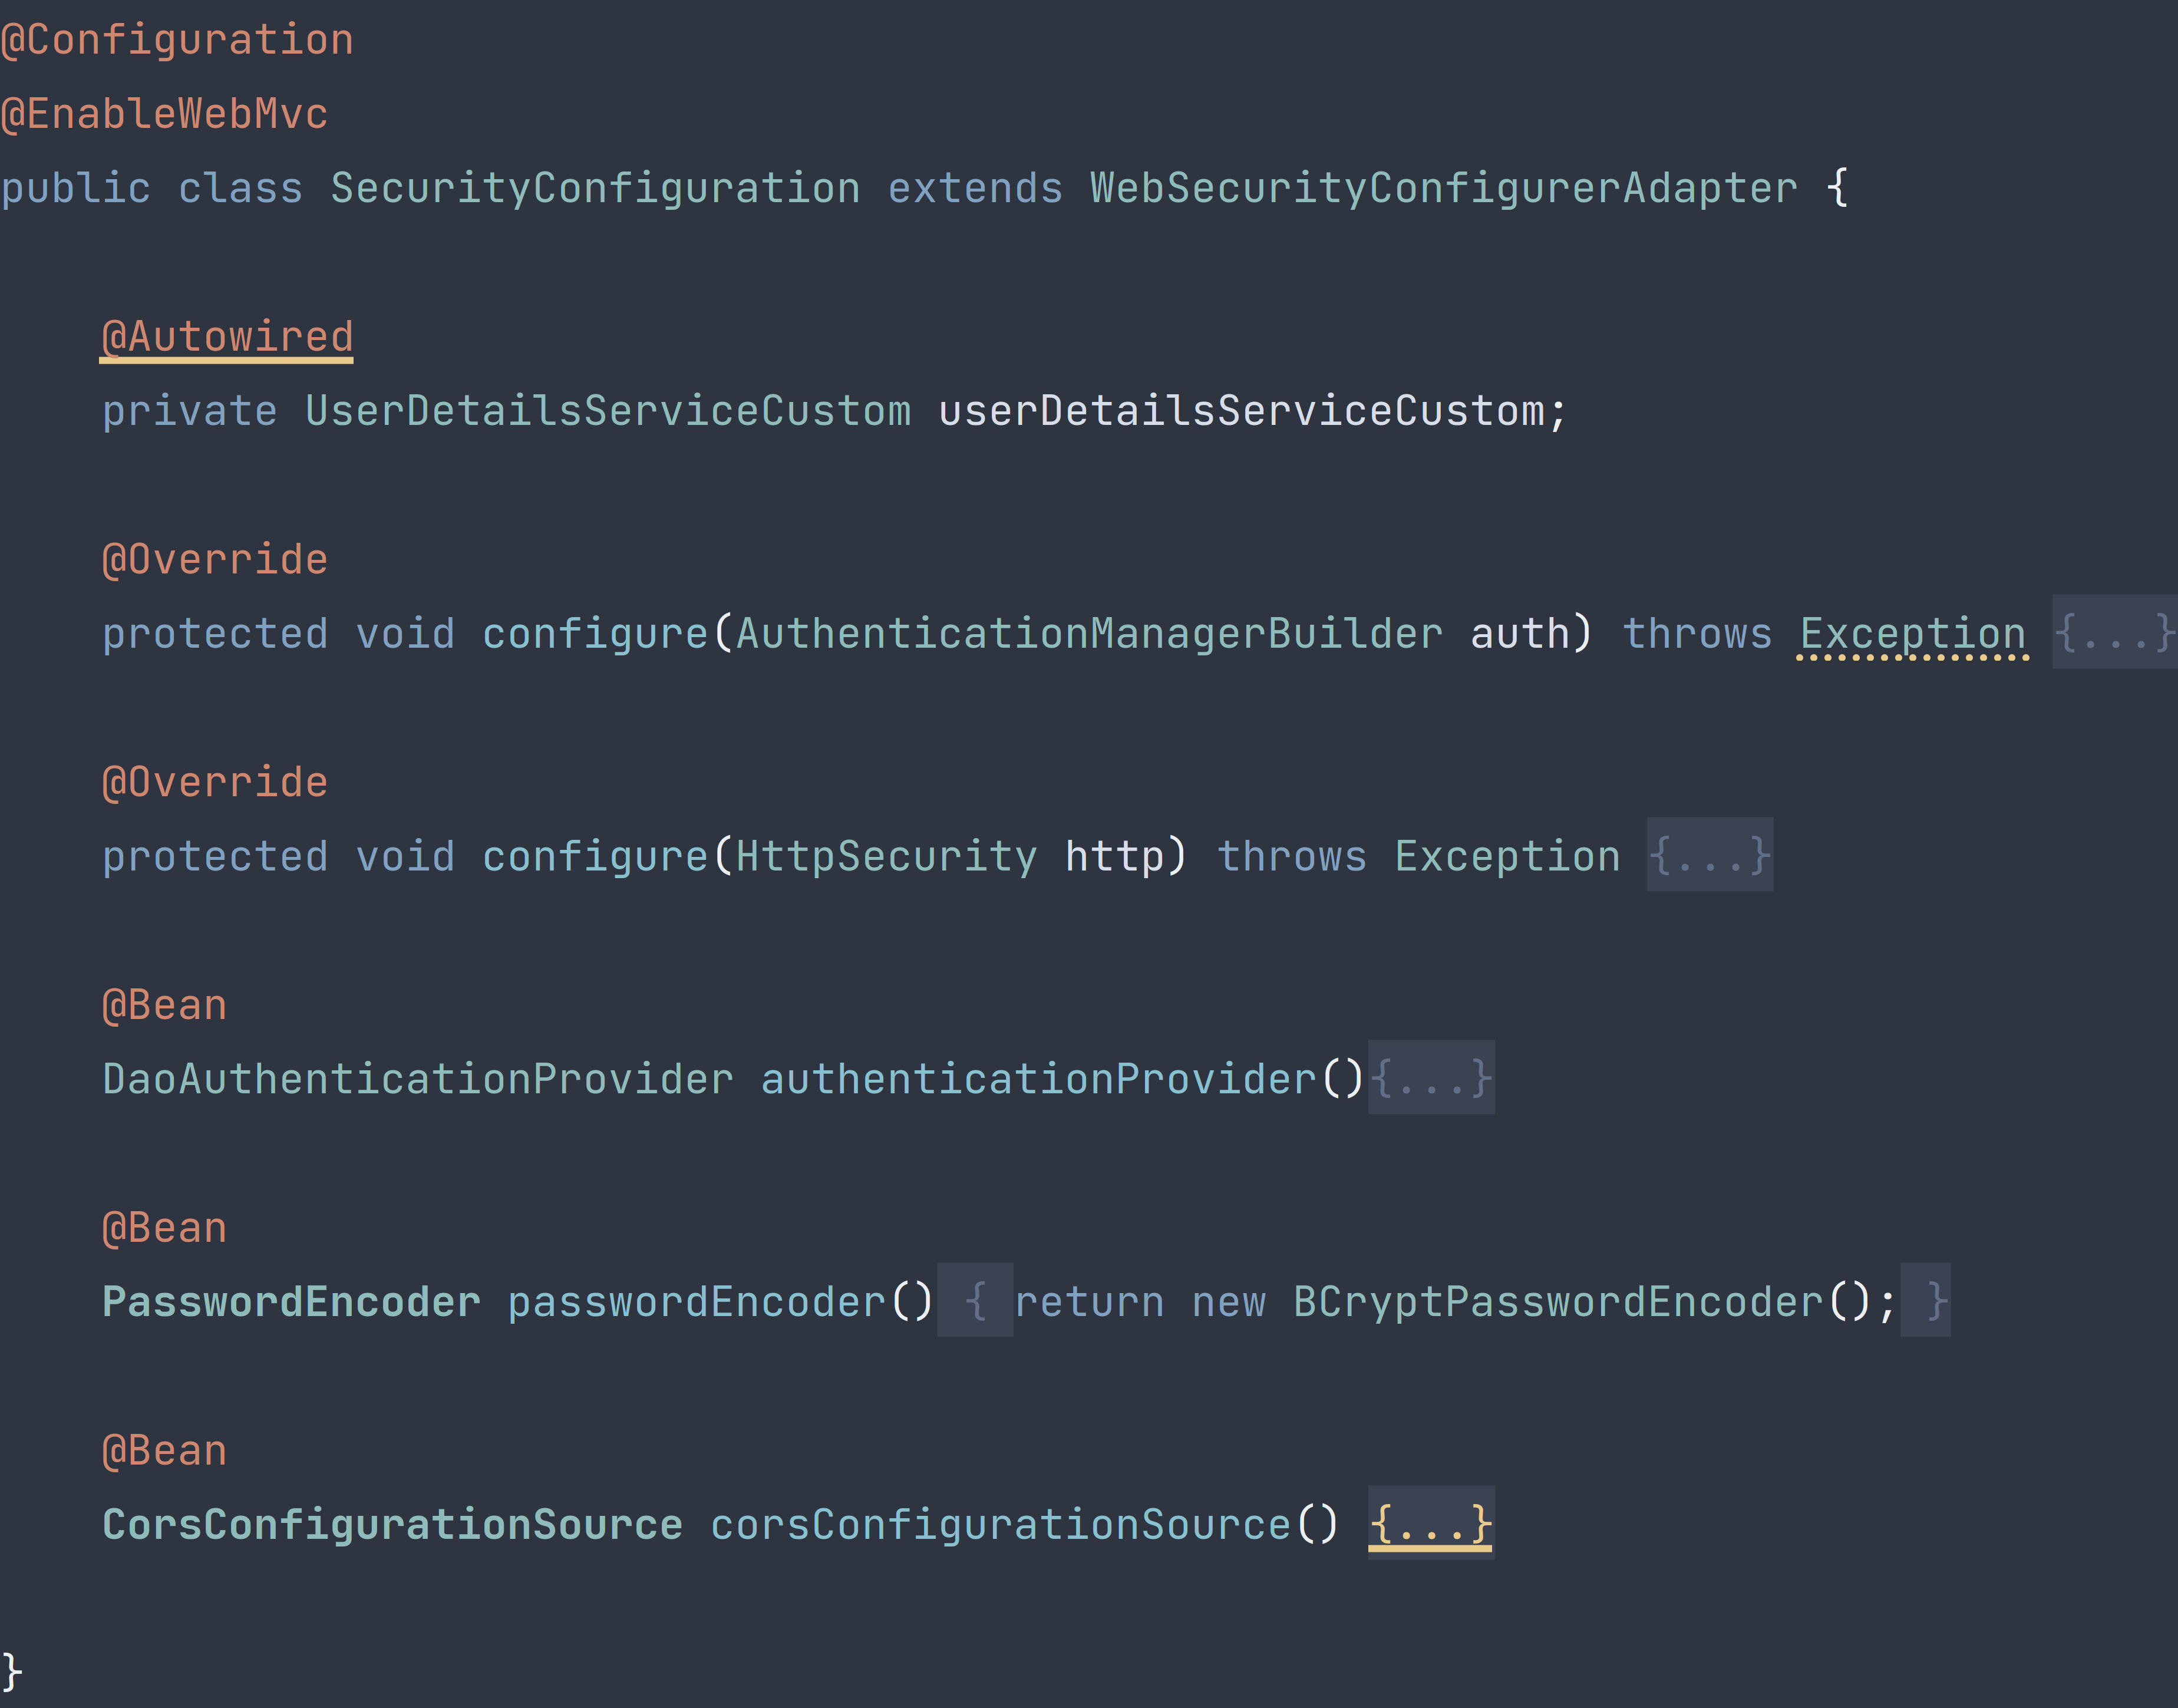 @Configuration
@EnableWebMvc
public class SecurityConfiguration extends WebSecurityConfigurerAdapter {
@Autowired
private UserDetailsServiceCustom userDetailsServiceCustom;
@Override
protected void configure(AuthenticationManagerBuilder auth) throws Exception {...}
@Override
protected void configure(HttpSecurity http) throws Exception {...}
@Bean
DaoAuthenticationProvider authenticationProvider(){...}
@Bean
PasswordEncoder passwordEncoder() { return new BCryptPasswordEncoder(); }
@Bean
CorsConfigurationSource corsConfigurationSource() {...}
}